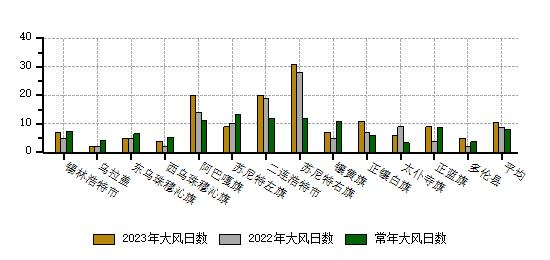 40
30
20
10
0
锡林浩特市
乌拉盖
东乌珠穆沁旗
西乌珠穆沁旗
阿巴嘎旗
苏尼特左旗
二连浩特市
苏尼特右旗
镶黄旗
正镶白旗
太仆寺旗
正蓝旗
多伦县
平均
2023年大风日数 2022年大风日数 常年大风日数